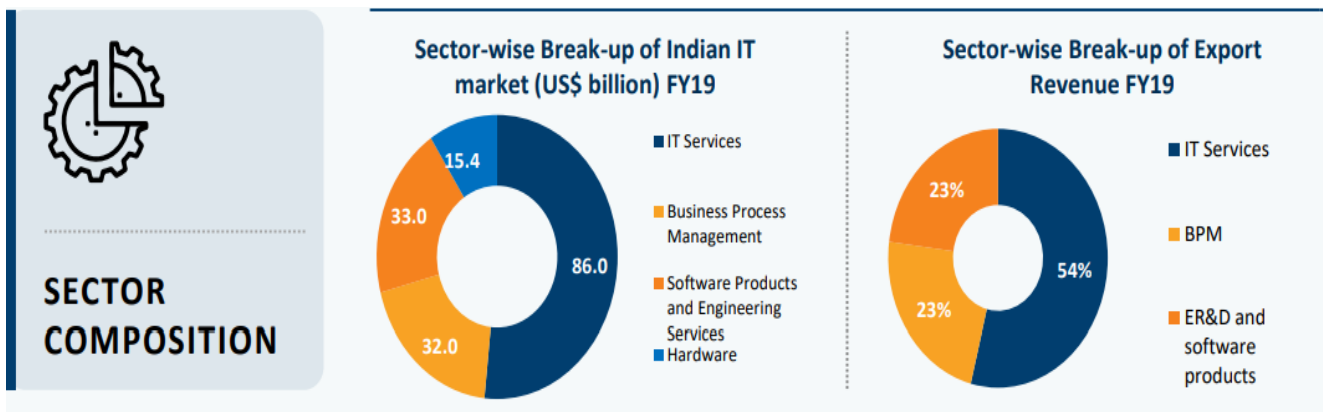 SECTOR
COMPOSITION
Sector-wise Break-up of Indian IT
market (US$ billion) FY19
15.4
33.0
86.0
32.0
IT Services
Business Process
Management
Software Products
and Engineering
Services
Hardware
Sector-wise Break-up of Export
Revenue FY19
23%
54%
23%
IT Services
BPM
ER&D and
software
products